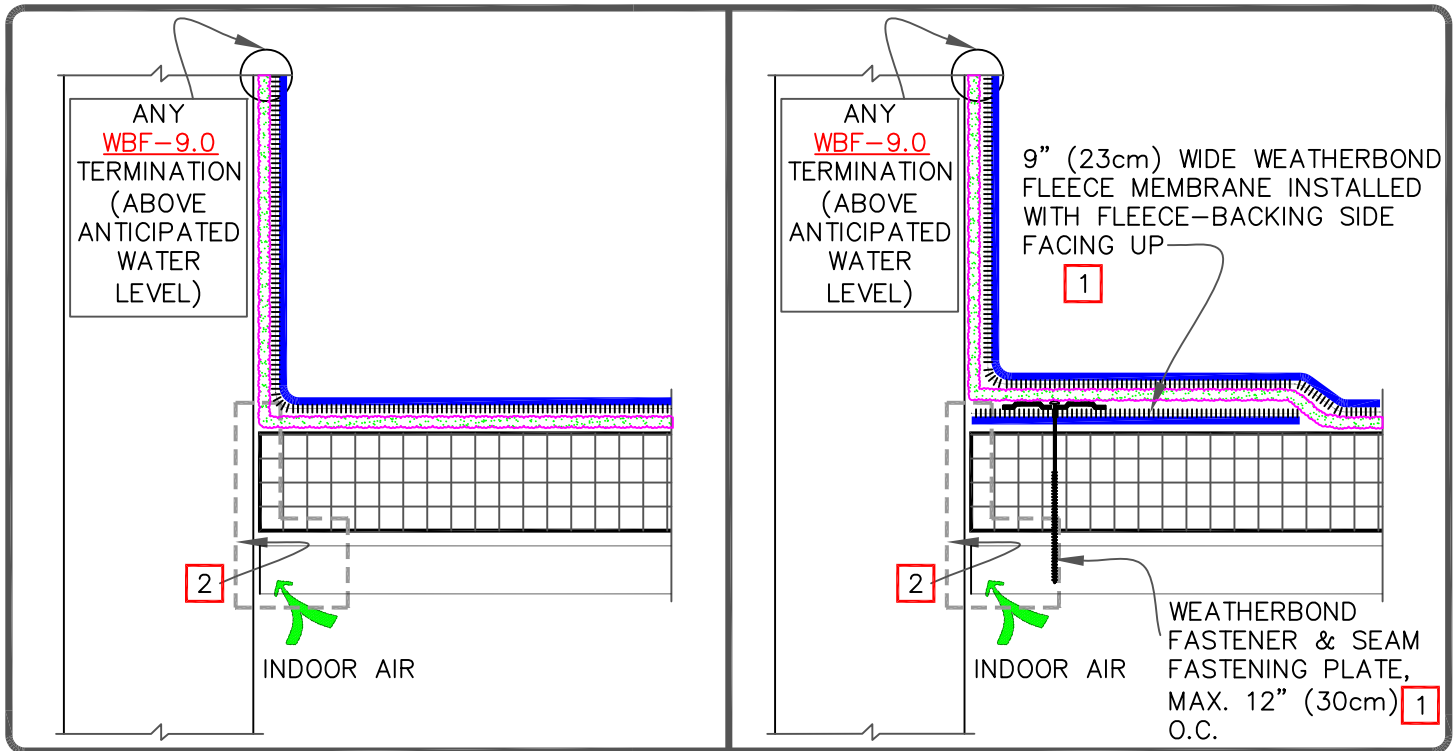 ANY
WBF-9.0
TERMINATION
(ABOVE
ANTICIPATED
WATER
LEVEL)
2
INDOOR AIR
ANY
WBF-9.0
TERMINATION
(ABOVE
ANTICIPATED
WATER
LEVEL)
9” (23cm) WIDE WEATHERBOND
FLEECE MEMBRANE INSTALLED
WITH FLEECE-BACKING SIDE
FACING UP
1
2
INDOOR AIR
WEATHERBOND
FASTENER & SEAM
FASTENING PLATE,
MAX. 12” (30cm)
O.C.
1